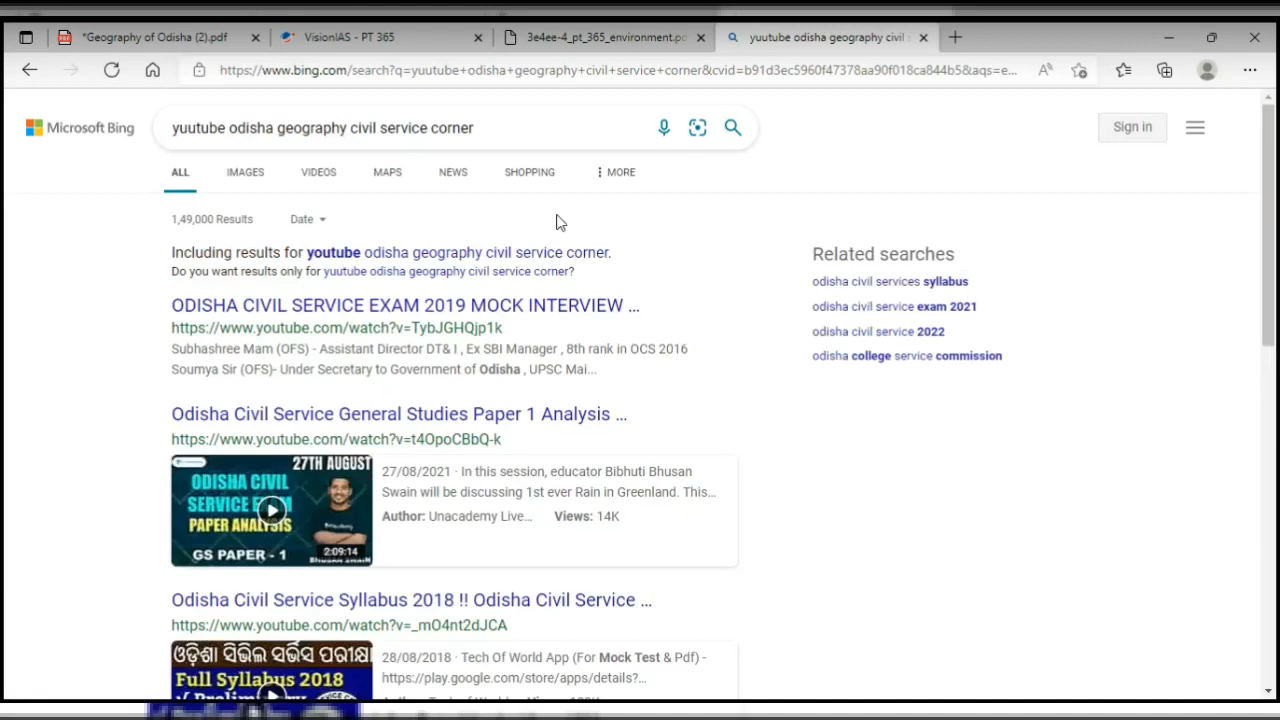 *Geography of Odisha (2).pdf
VisionIAS - PT 365
3e4ee-4_pt_365_environment.pc
yuutube odisha geography civil
https://www.bing.com/search?q=yuutube+odisha+geography+civil+service+corner&cvid=b91d3ec5960f47378aa90f018ca844b5&aqs=e...
Microsoft Bing
yuutube odisha geography civil service corner
Sign in
ALL IMAGES VIDEOS MAPS NEWS SHOPPING MORE
1,49,000 Results Date
Including results for youtube odisha geography civil service corner.
Do you want results only for yuutube odisha geography civil service corner?
ODISHA CIVIL SERVICE EXAM 2019 MOCK INTERVIEW ...
https://www.youtube.com/watch?v=TybJGHQjp1k
Subhashree Mam (OFS) - Assistant Director DT& I , Ex SBI Manager , 8th rank in OCS 2016
Soumya Sir (OFS)- Under Secretary to Government of Odisha , UPSC Mai...
Odisha Civil Service General Studies Paper 1 Analysis ...
https://www.youtube.com/watch?v=t4OpoCBbQ-k
27TH AUGUST
ODISHA CIVIL
SERVICE
PAPER ANALYSIS
GS PAPER - 1
2:09:14
27/08/2021 · In this session, educator Bibhuti Bhusan
Swain will be discussing 1st ever Rain in Greenland. This...
Author: Unacademy Live... Views: 14K
Odisha Civil Service Syllabus 2018 !! Odisha Civil Service ...
https://www.youtube.com/watch?v=_mO4nt2dJCA
ଓଡ଼ିଶା ସିଭିଲ ସର୍ଭିସ ପରୀକ୍ଷା
Full Syllabus 2018
28/08/2018 · Tech Of World App (For Mock Test & Pdf) -
https://play.google.com/store/apps/details?...
Related searches
odisha civil services syllabus
odisha civil service exam 2021
odisha civil service 2022
odisha college service commission